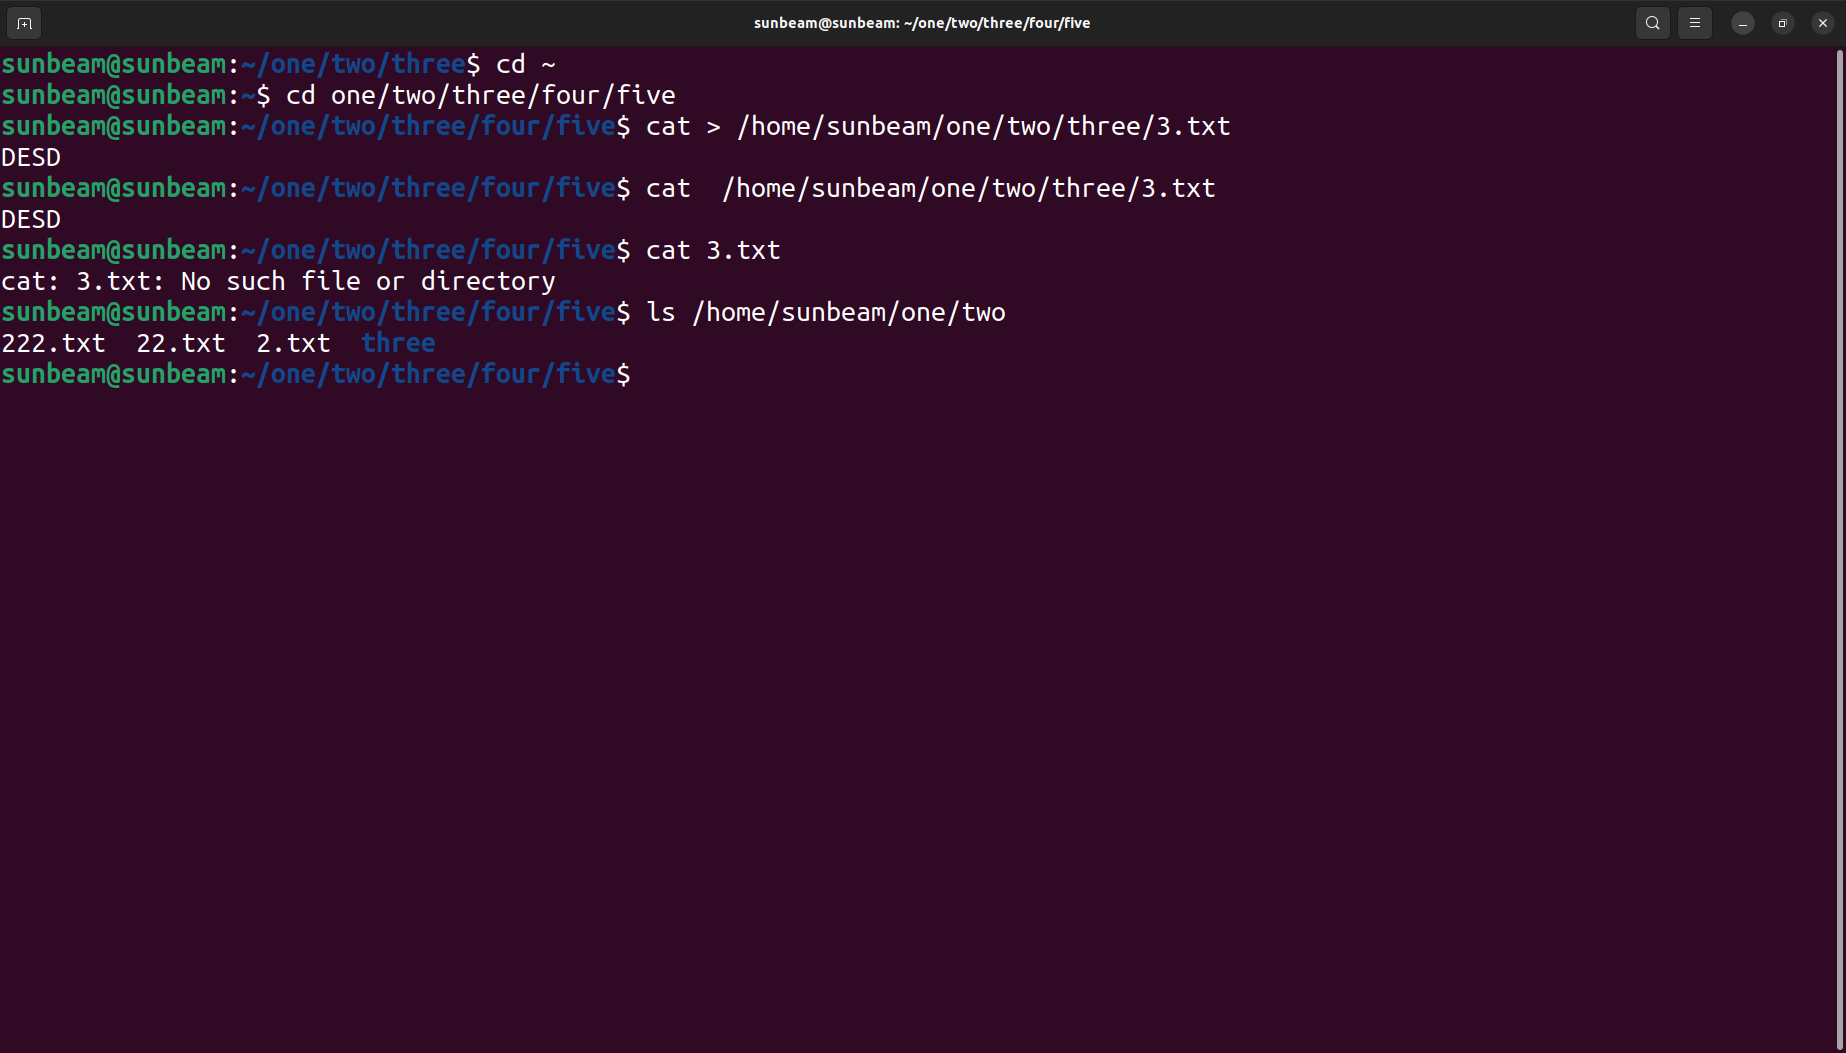 sunbeam@sunbeam: ~/one/two/three/four/five
sunbeam@sunbeam:~/one/two/three$ cd ~
sunbeam@sunbeam:~$ cd one/two/three/four/five
sunbeam@sunbeam:~/one/two/three/four/five$ cat > /home/sunbeam/one/two/three/3.txt
DESD
sunbeam@sunbeam:~/one/two/three/four/five$ cat  /home/sunbeam/one/two/three/3.txt
DESD
sunbeam@sunbeam:~/one/two/three/four/five$ cat 3.txt
cat: 3.txt: No such file or directory
sunbeam@sunbeam:~/one/two/three/four/five$ ls /home/sunbeam/one/two
222.txt  22.txt  2.txt  three
sunbeam@sunbeam:~/one/two/three/four/five$